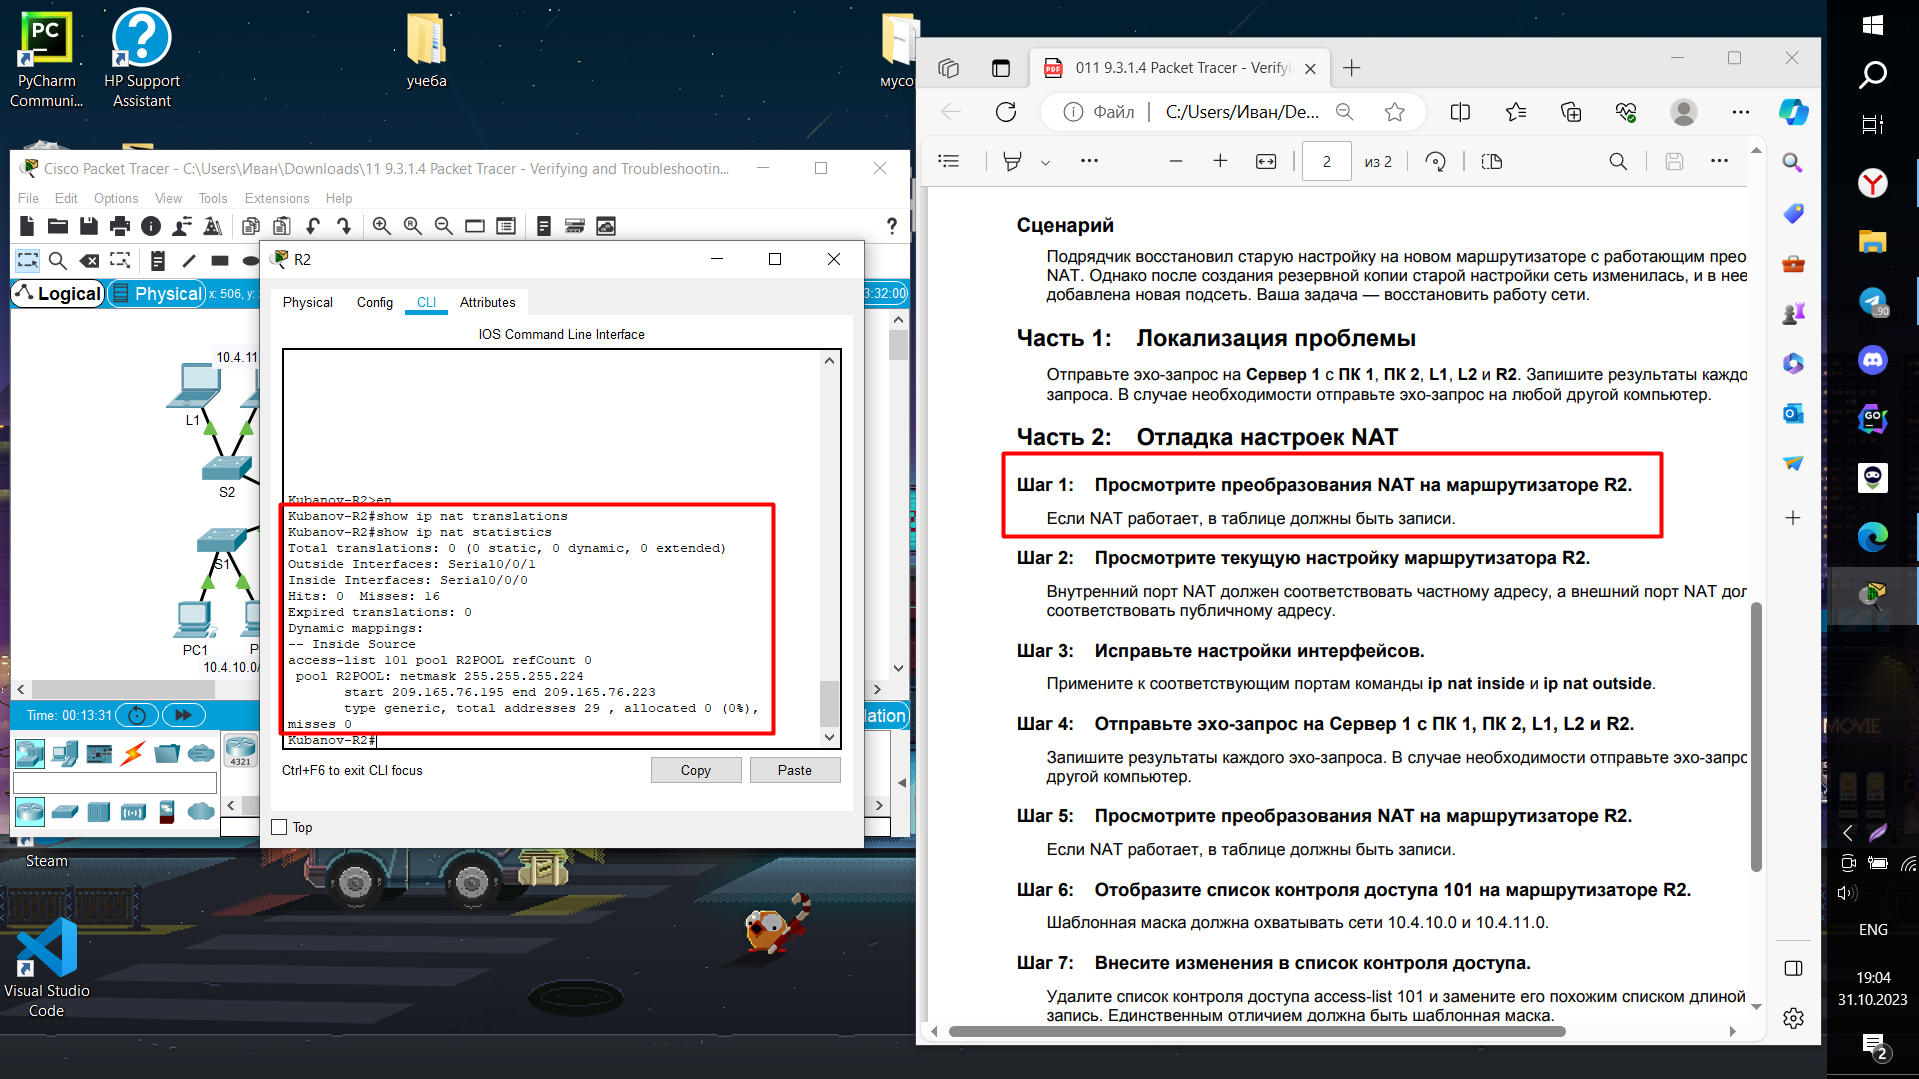 PyCharm
Communi...
HP Support
Assistant
учеба
мусо
Cisco Packet Tracer - C:\Users\Иван\Downloads\11 9.3.1.4 Packet Tracer - Verifying and Troubleshootin...
File Edit Options View Tools Extensions Help
Logical
Physical
x: 506, y:
3:32:00
10.4.11
L1
S2
S1
PC1
P
10.4.10.0/
Time: 00:13:31
lation
4321
R2
Physical Config CLI Attributes
IOS Command Line Interface
Kubanov-R2>en
Kubanov-R2#show ip nat translations
Kubanov-R2#show ip nat statistics
Total translations: 0 (0 static, 0 dynamic, 0 extended)
Outside Interfaces: Serial0/0/1
Inside Interfaces: Serial0/0/0
Hits: 0  Misses: 16
Expired translations: 0
Dynamic mappings:
-- Inside Source
access-list 101 pool R2POOL refCount 0
pool R2POOL: netmask 255.255.255.224
start 209.165.76.195 end 209.165.76.223
type generic, total addresses 29 , allocated 0 (0%),
misses 0
Kubanov-R2#
Ctrl+F6 to exit CLI focus
Copy
Paste
Top
Steam
Visual Studio
Code
011 9.3.1.4 Packet Tracer - Verifyi
Файл
C:/Users/Иван/De...
2 из 2
Сценарий
Подрядчик восстановил старую настройку на новом маршрутизаторе с работающим прео
NAT. Однако после создания резервной копии старой настройки сеть изменилась, и в нее
добавлена новая подсеть. Ваша задача — восстановить работу сети.
Часть 1: Локализация проблемы
Отправьте эхо-запрос на Сервер 1 с ПК 1, ПК 2, L1, L2 и R2. Запишите результаты каждо
запроса. В случае необходимости отправьте эхо-запрос на любой другой компьютер.
Часть 2: Отладка настроек NAT
Шаг 1: Просмотрите преобразования NAT на маршрутизаторе R2.
Если NAT работает, в таблице должны быть записи.
Шаг 2: Просмотрите текущую настройку маршрутизатора R2.
Внутренний порт NAT должен соответствовать частному адресу, а внешний порт NAT дол
соответствовать публичному адресу.
Шаг 3: Исправьте настройки интерфейсов.
Примените к соответствующим портам команды ip nat inside и ip nat outside.
Шаг 4: Отправьте эхо-запрос на Сервер 1 с ПК 1, ПК 2, L1, L2 и R2.
Запишите результаты каждого эхо-запроса. В случае необходимости отправьте эхо-запро
другой компьютер.
Шаг 5: Просмотрите преобразования NAT на маршрутизаторе R2.
Если NAT работает, в таблице должны быть записи.
Шаг 6: Отобразите список контроля доступа 101 на маршрутизаторе R2.
Шаблонная маска должна охватывать сети 10.4.10.0 и 10.4.11.0.
Шаг 7: Внесите изменения в список контроля доступа.
Удалите список контроля доступа access-list 101 и замените его похожим списком длиной
запись. Единственным отличием должна быть шаблонная маска.
90
MOVIE
ENG
19:04
31.10.2023
2